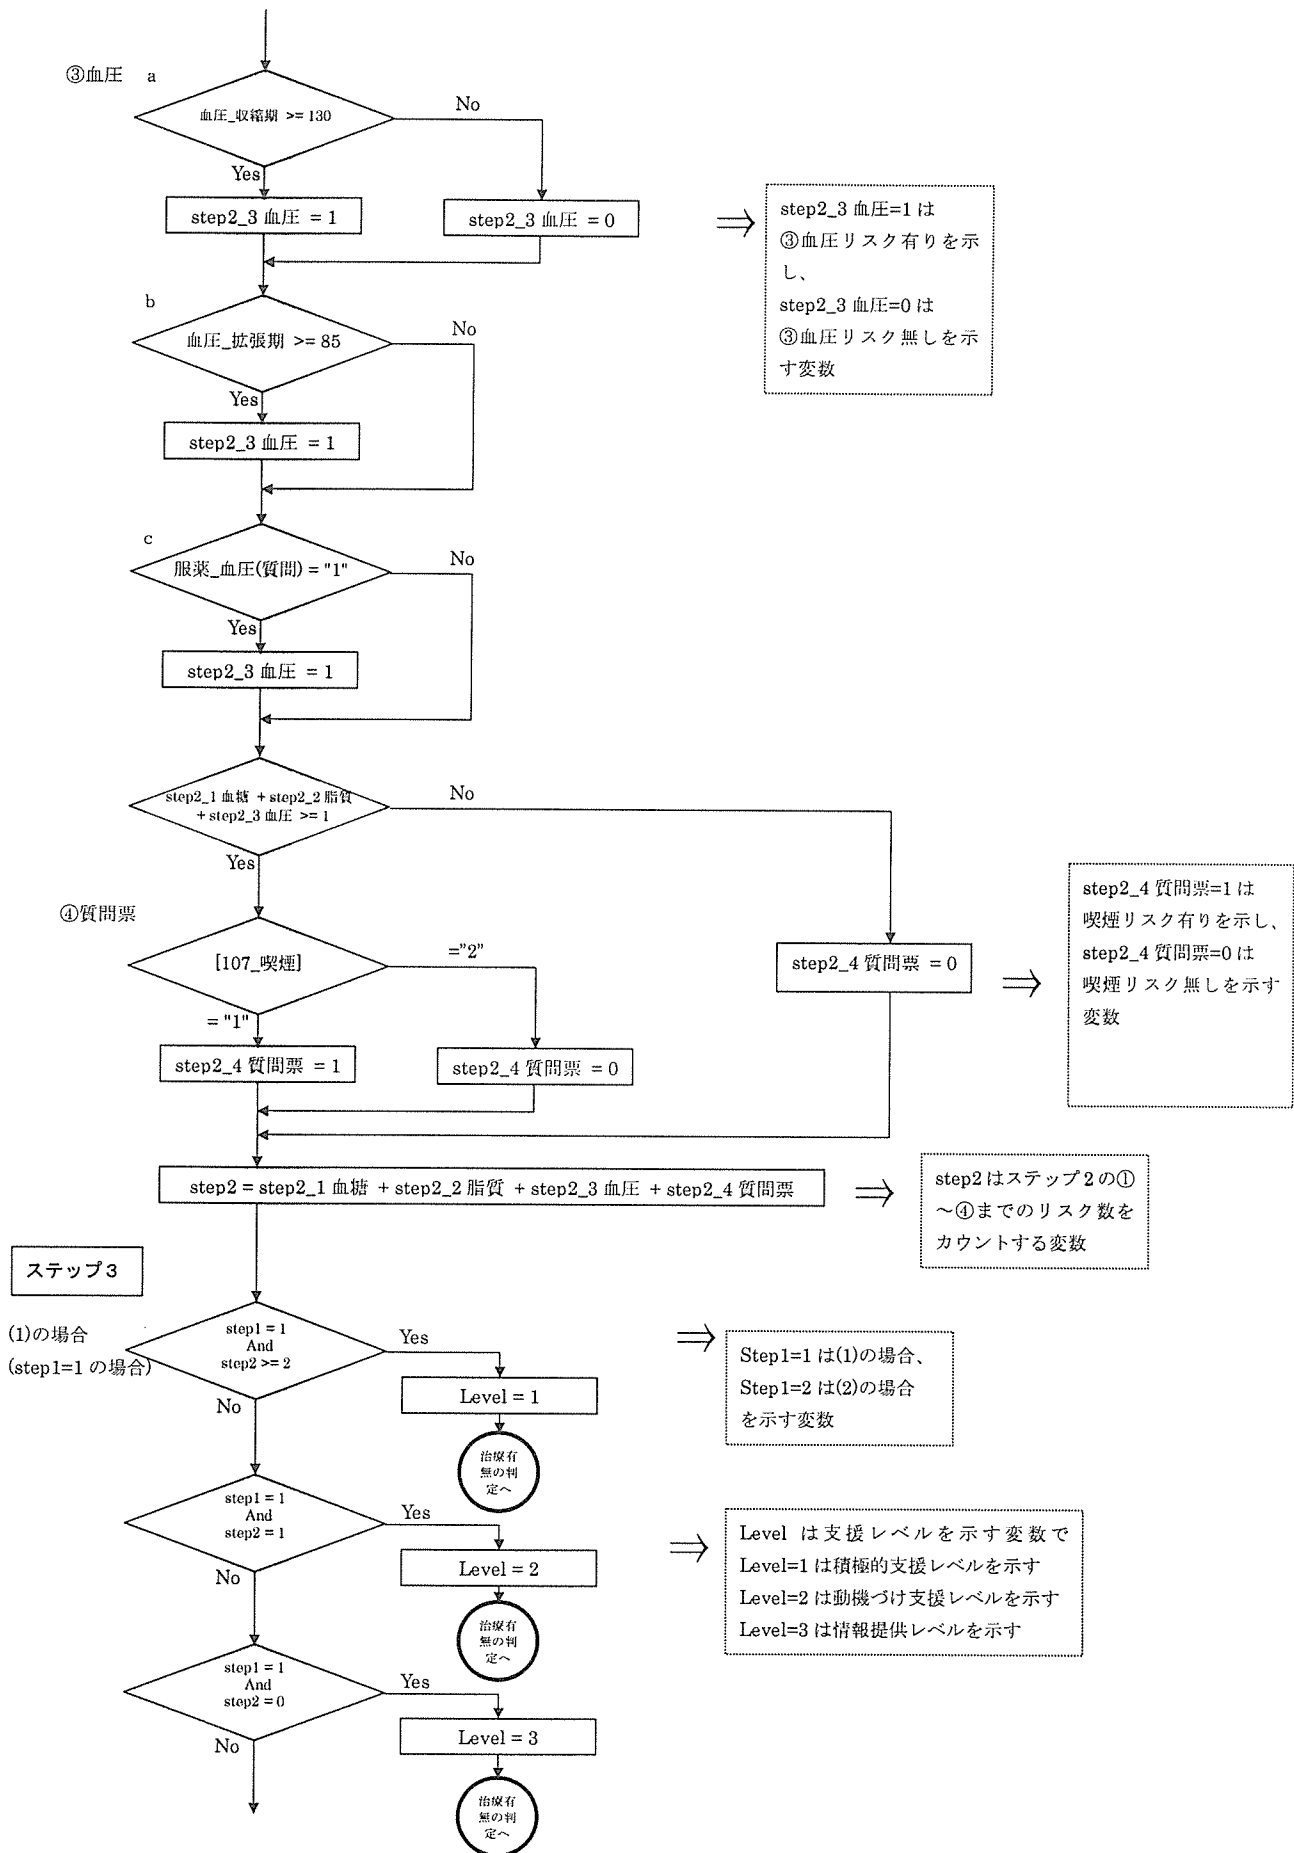 ③血圧 a
血圧_収縮期 >= 130
No
Yes
step2_3 血圧 = 1
step2_3 血圧 = 0
step2_3 血圧=1 は
③血圧リスク有りを示
し、
step2_3 血圧=0 は
③血圧リスク無しを示
す変数
b
血圧_拡張期 >= 85
No
Yes
step2_3 血圧 = 1
c
服薬_血圧(質問) = "1"
No
Yes
step2_3 血圧 = 1
step2_1 血糖 + step2_2 脂質
+ step2_3 血圧 >= 1
No
Yes
④質問票
[107_喫煙]
="2"
= "1"
step2_4 質問票 = 1
step2_4 質問票 = 0
step2_4 質問票 = 0
step2_4 質問票=1 は
喫煙リスク有りを示し、
step2_4 質問票=0 は
喫煙リスク無しを示す
変数
step2 = step2_1 血糖 + step2_2 脂質 + step2_3 血圧 + step2_4 質問票
step2はステップ2の①
～④までのリスク数を
カウントする変数
ステップ3
(1)の場合
(step1=1 の場合)
step1 = 1
And
step2 >= 2
Yes
No
Level = 1
治療有
無の判
定へ
Step1=1 は(1)の場合、
Step1=2 は(2)の場合
を示す変数
step1 = 1
And
step2 = 1
Yes
No
Level = 2
治療有
無の判
定へ
Level は支援レベルを示す変数で
Level=1 は積極的支援レベルを示す
Level=2 は動機づけ支援レベルを示す
Level=3 は情報提供レベルを示す
step1 = 1
And
step2 = 0
Yes
No
Level = 3
治療有
無の判
定へ